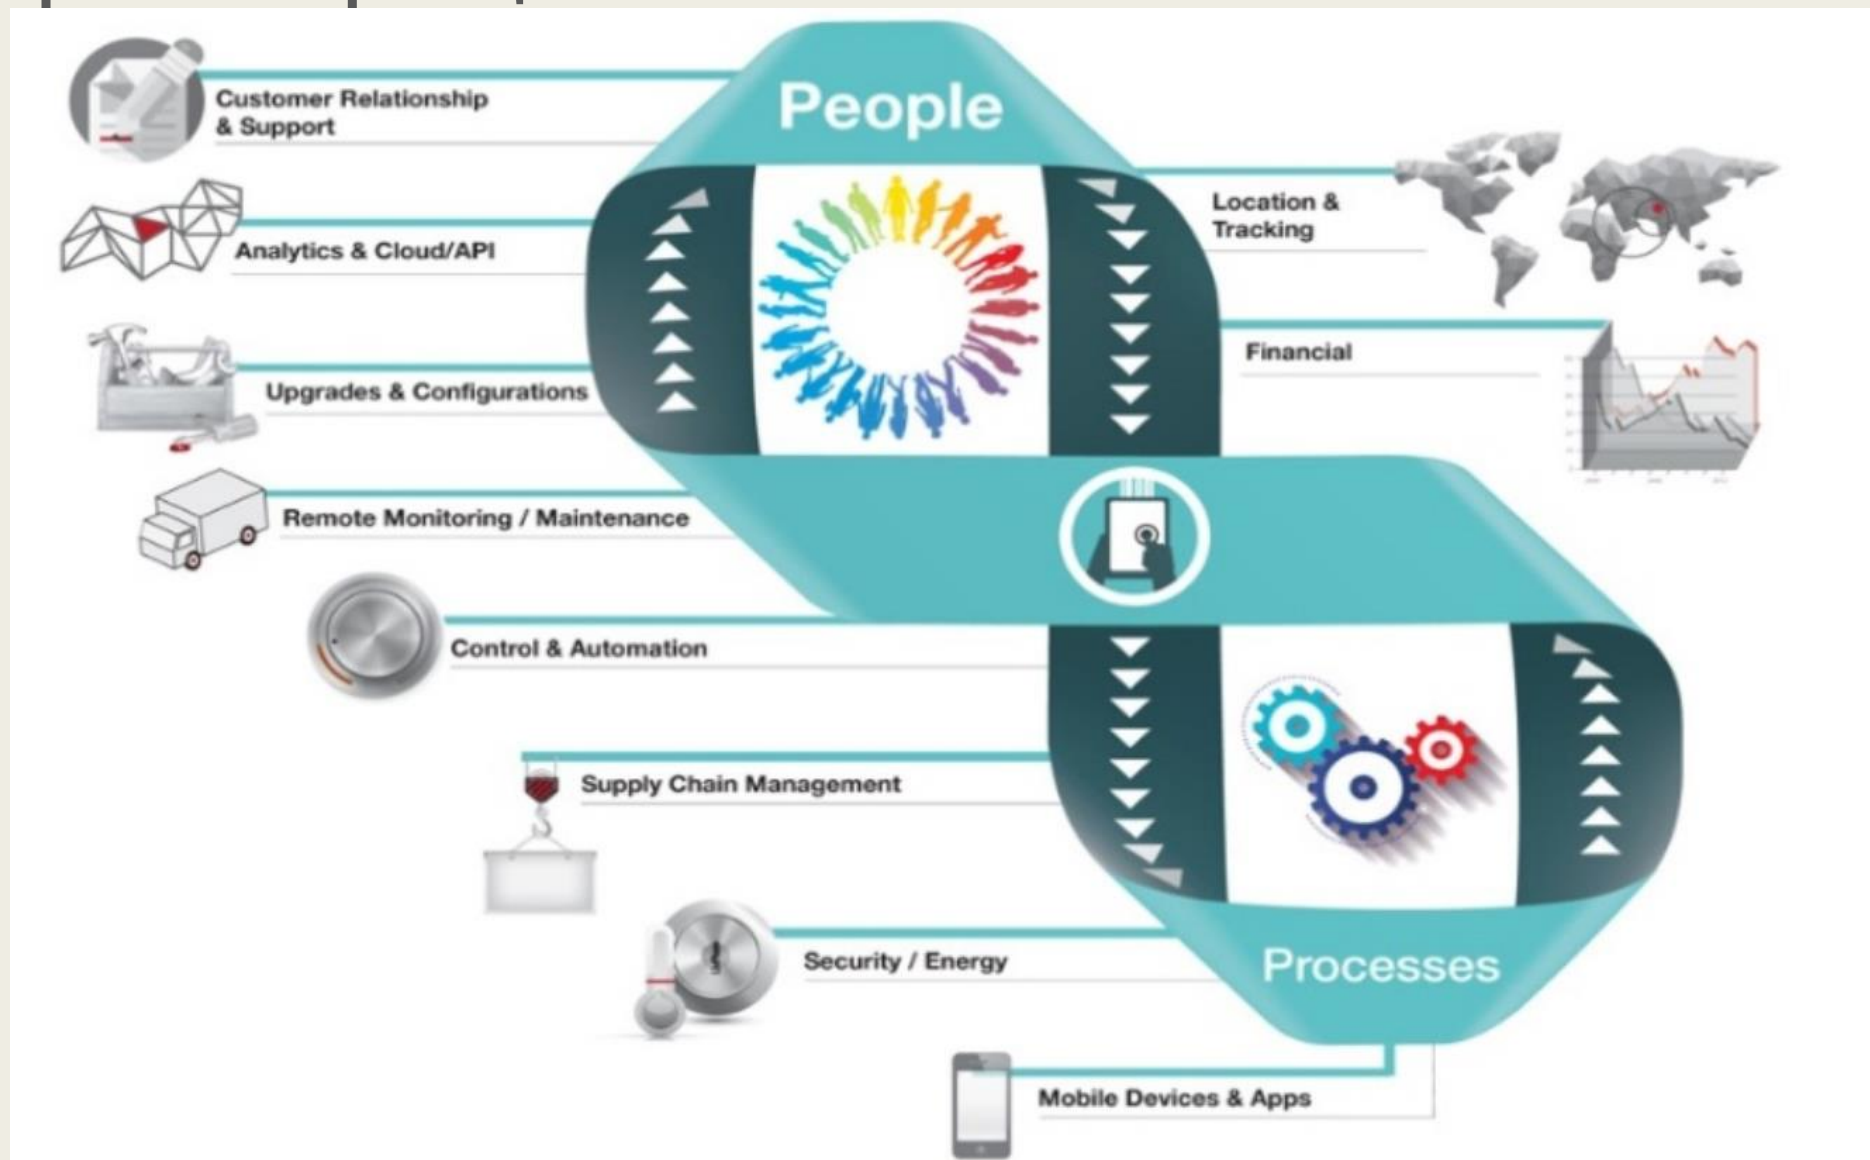 People
Customer Relationship
& Support
Analytics & Cloud/API
Upgrades & Configurations
Remote Monitoring / Maintenance
Control & Automation
Supply Chain Management
Security / Energy
Mobile Devices & Apps
Location &
Tracking
Financial
Processes